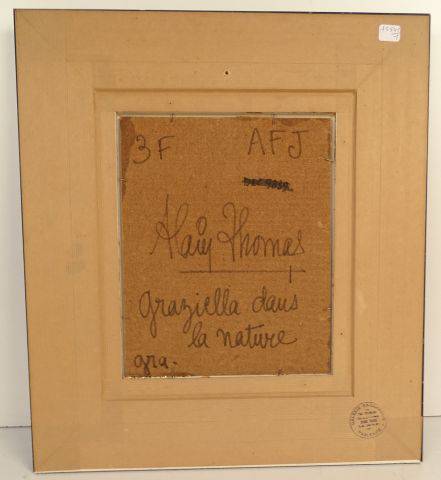 3F AFJ
Alain Thomas
graziella dans
la nature
gra.